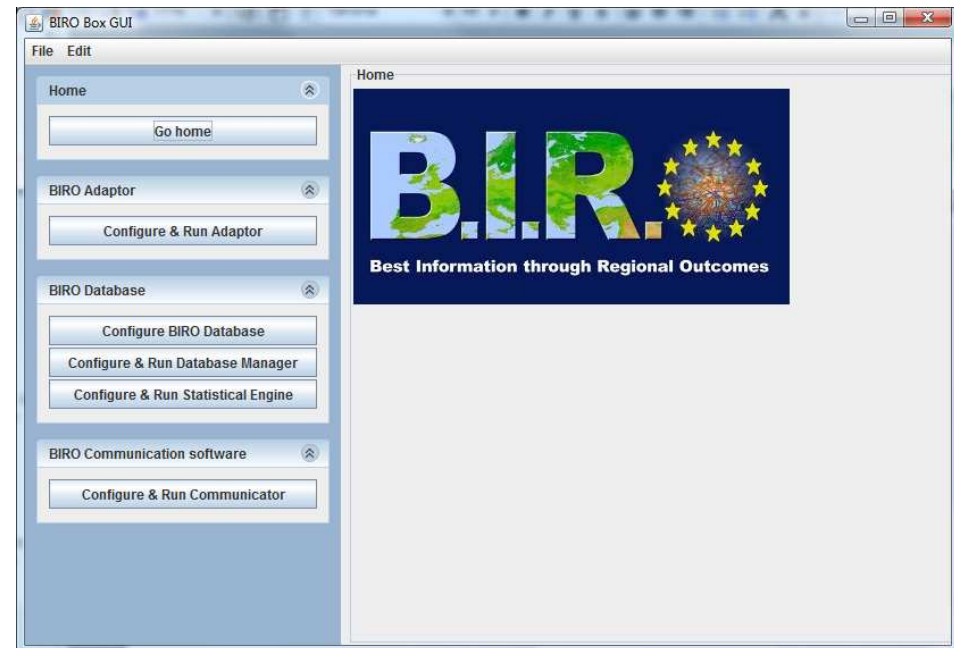 BIRO Box GUI
File Edit
Home
Go home
BIRO Adaptor
Configure & Run Adaptor
BIRO Database
Configure BIRO Database
Configure & Run Database Manager
Configure & Run Statistical Engine
BIRO Communication software
Configure & Run Communicator
Home
B.I.R.O
Best Information through Regional Outcomes